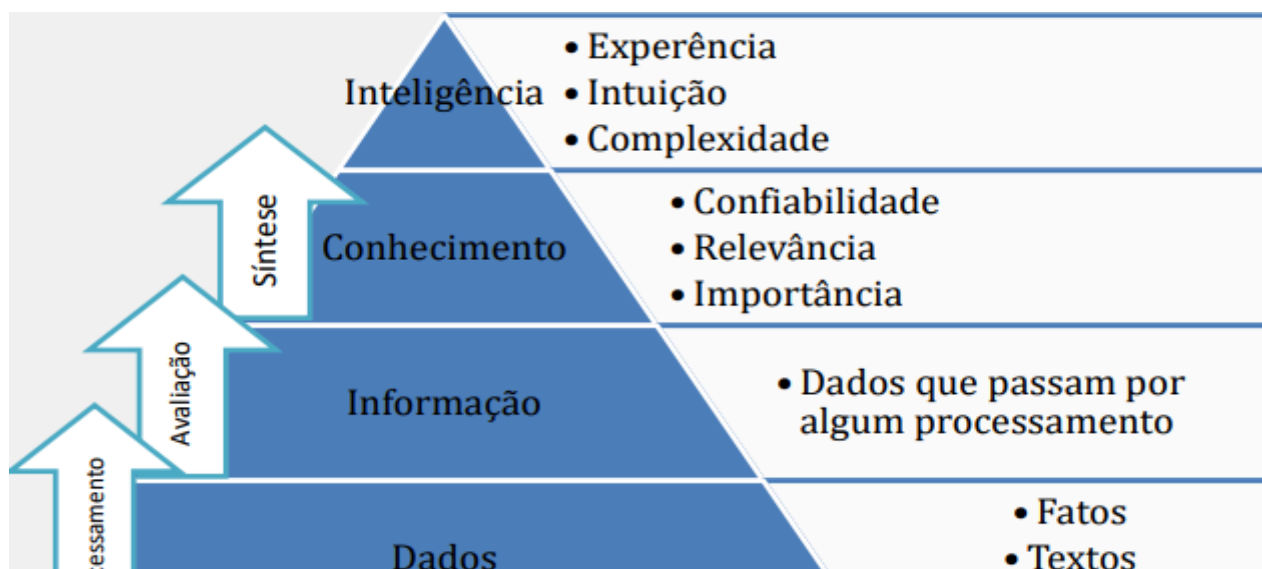 Inteligência
• Experência
• Intuição
• Complexidade
Síntese
Conhecimento
• Confiabilidade
• Relevância
• Importância
Avaliação
Informação
• Dados que passam por
algum processamento
cessamento
Dados
• Fatos
• Textos